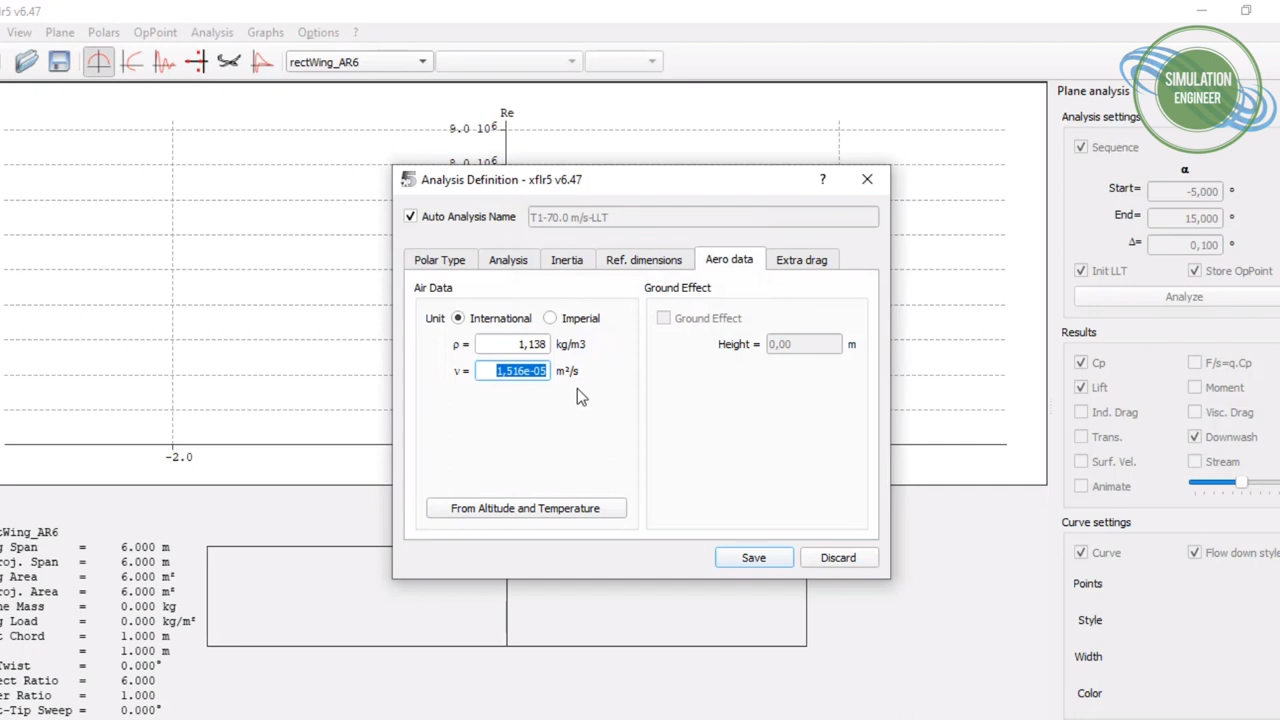 flr5 v6.47
View Plane Polars OpPoint Analysis Graphs Options ?
rectWing_AR6
SIMULATION
ENGINEER
Plane analysis
Analysis settings
Sequence
α
Start= -5,000 °
End= 15,000 °
Δ= 0,100 °
Init LLT Store OpPoint
Analyze
Results
Cp F/s=q.Cp
Lift Moment
Ind. Drag Visc. Drag
Trans. Downwash
Surf. Vel. Stream
Animate
Curve settings
Curve Flow down style
Points
Style
Width
Color
Re
9.0 10⁶
8.0 10⁶
-2.0
Analysis Definition - xflr5 v6.47
? ×
Auto Analysis Name T1-70.0 m/s-LLT
Polar Type Analysis Inertia Ref. dimensions Aero data Extra drag
Air Data
Unit International Imperial
ρ = 1,138 kg/m3
ν = 1,516e-05 m²/s
From Altitude and Temperature
Ground Effect
Ground Effect
Height = 0,00 m
Save Discard
ctWing_AR6
g Span = 6.000 m
roj. Span = 6.000 m
g Area = 6.000 m²
roj. Area = 6.000 m²
ne Mass = 0.000 kg
g Load = 0.000 kg/m²
t Chord = 1.000 m
= 1.000 m
Twist = 0.000°
ect Ratio = 6.000
er Ratio = 1.000
t-Tip Sweep = 0.000°